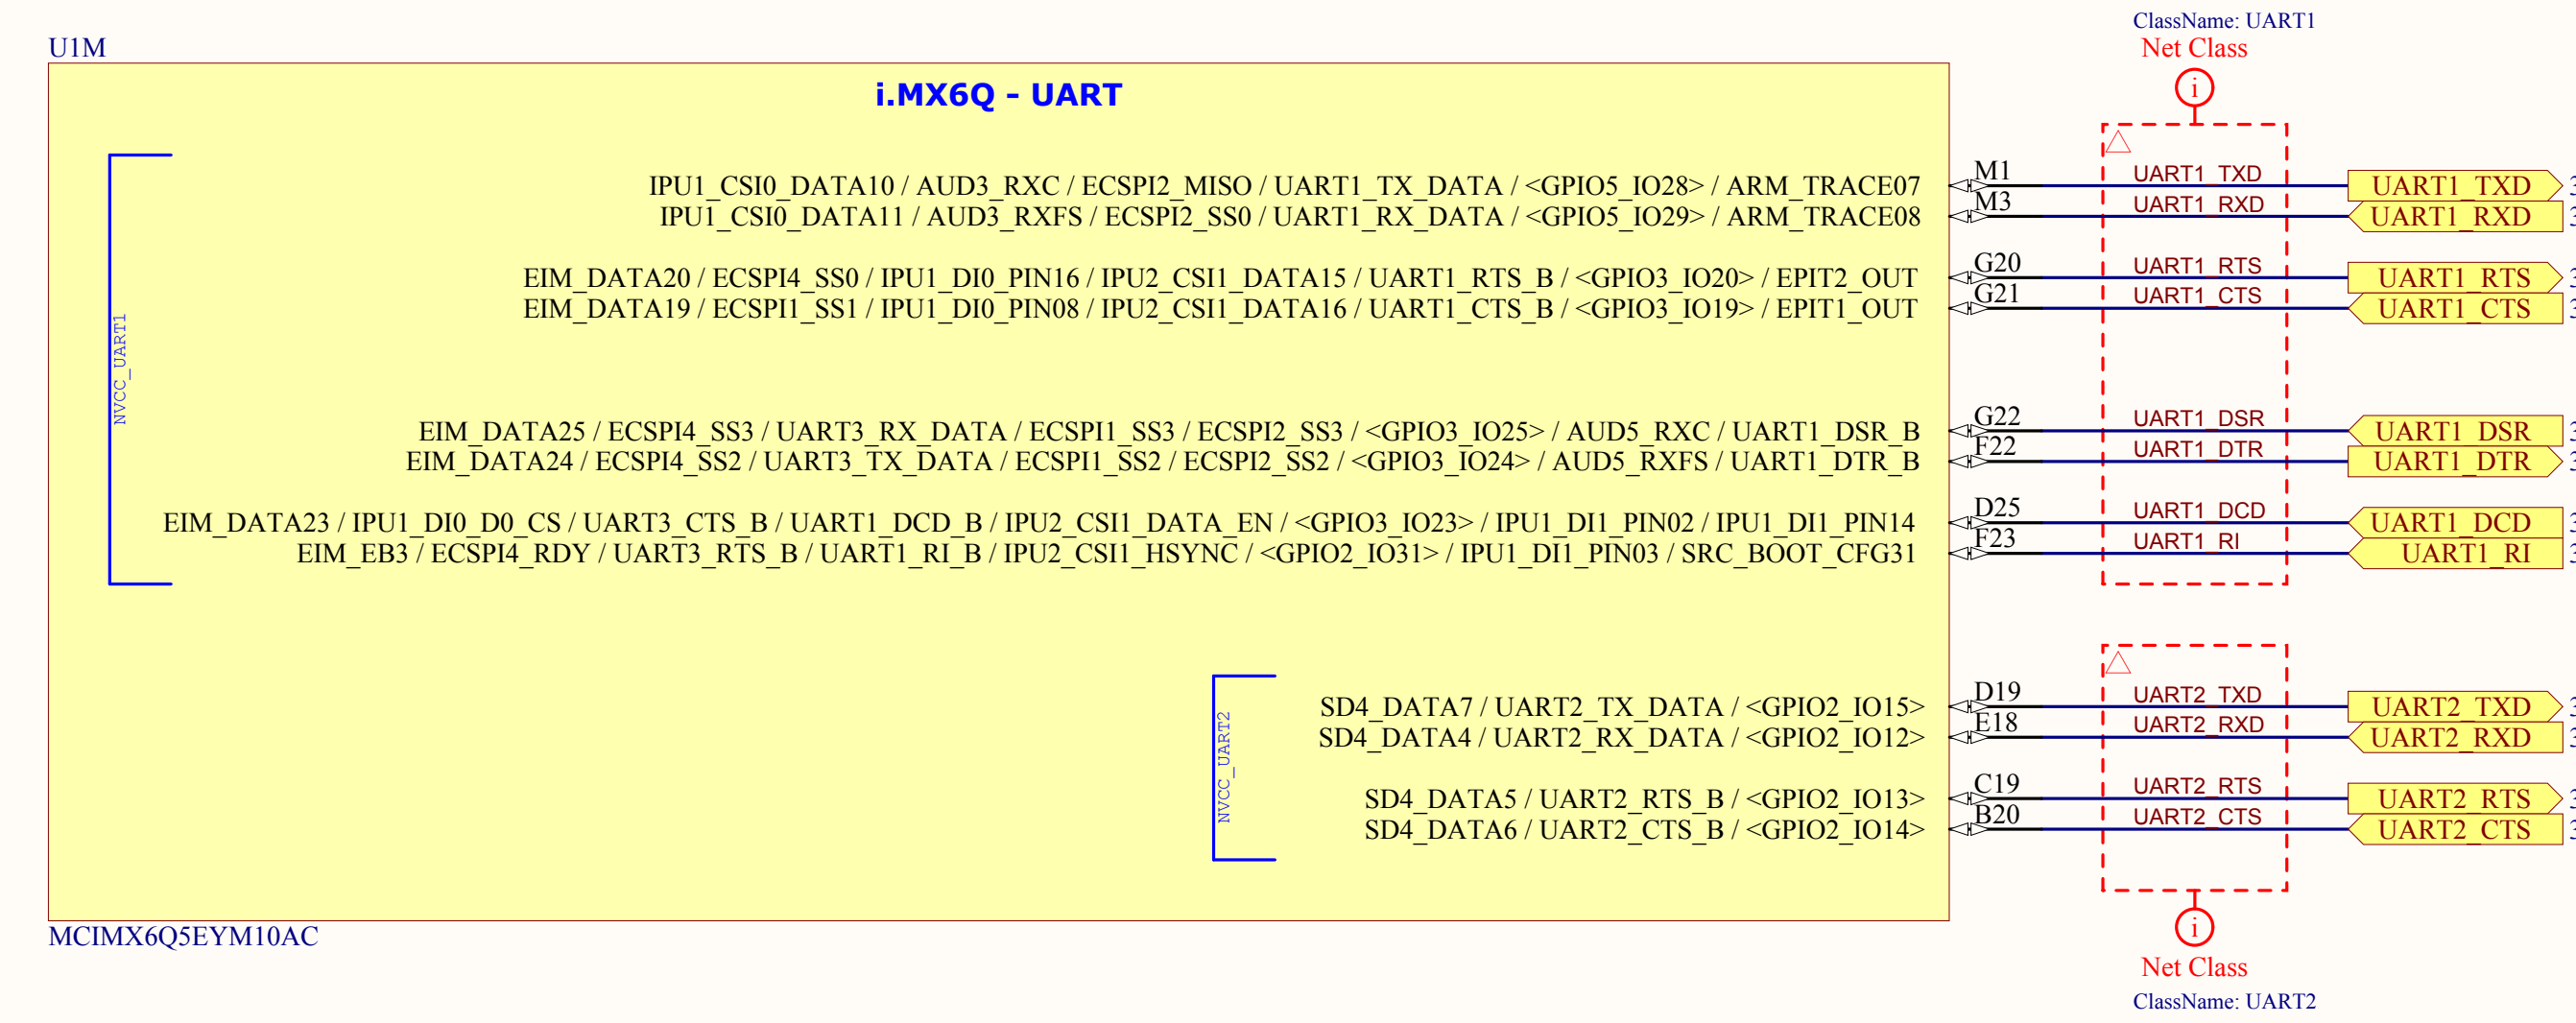 ClassName: UART1
Net Class
i
U1M
i.MX6Q - UART
NVCC_UART1
IPU1_CSI0_DATA10 / AUD3_RXC / ECSPI2_MISO / UART1_TX_DATA / <GPIO5_IO28> / ARM_TRACE07 M1 UART1_TXD UART1_TXD
IPU1_CSI0_DATA11 / AUD3_RXFS / ECSPI2_SS0 / UART1_RX_DATA / <GPIO5_IO29> / ARM_TRACE08 M3 UART1_RXD UART1_RXD
EIM_DATA20 / ECSPI4_SS0 / IPU1_DI0_PIN16 / IPU2_CSI1_DATA15 / UART1_RTS_B / <GPIO3_IO20> / EPIT2_OUT G20 UART1_RTS UART1_RTS
EIM_DATA19 / ECSPI1_SS1 / IPU1_DI0_PIN08 / IPU2_CSI1_DATA16 / UART1_CTS_B / <GPIO3_IO19> / EPIT1_OUT G21 UART1_CTS UART1_CTS
EIM_DATA25 / ECSPI4_SS3 / UART3_RX_DATA / ECSPI1_SS3 / ECSPI2_SS3 / <GPIO3_IO25> / AUD5_RXC / UART1_DSR_B G22 UART1_DSR UART1_DSR
EIM_DATA24 / ECSPI4_SS2 / UART3_TX_DATA / ECSPI1_SS2 / ECSPI2_SS2 / <GPIO3_IO24> / AUD5_RXFS / UART1_DTR_B F22 UART1_DTR UART1_DTR
EIM_DATA23 / IPU1_DI0_D0_CS / UART3_CTS_B / UART1_DCD_B / IPU2_CSI1_DATA_EN / <GPIO3_IO23> / IPU1_DI1_PIN02 / IPU1_DI1_PIN14 D25 UART1_DCD UART1_DCD
EIM_EB3 / ECSPI4_RDY / UART3_RTS_B / UART1_RI_B / IPU2_CSI1_HSYNC / <GPIO2_IO31> / IPU1_DI1_PIN03 / SRC_BOOT_CFG31 F23 UART1_RI UART1_RI
NVCC_UART2
SD4_DATA7 / UART2_TX_DATA / <GPIO2_IO15> D19 UART2_TXD UART2_TXD
SD4_DATA4 / UART2_RX_DATA / <GPIO2_IO12> E18 UART2_RXD UART2_RXD
SD4_DATA5 / UART2_RTS_B / <GPIO2_IO13> C19 UART2_RTS UART2_RTS
SD4_DATA6 / UART2_CTS_B / <GPIO2_IO14> B20 UART2_CTS UART2_CTS
MCIMX6Q5EYM10AC
i
Net Class
ClassName: UART2